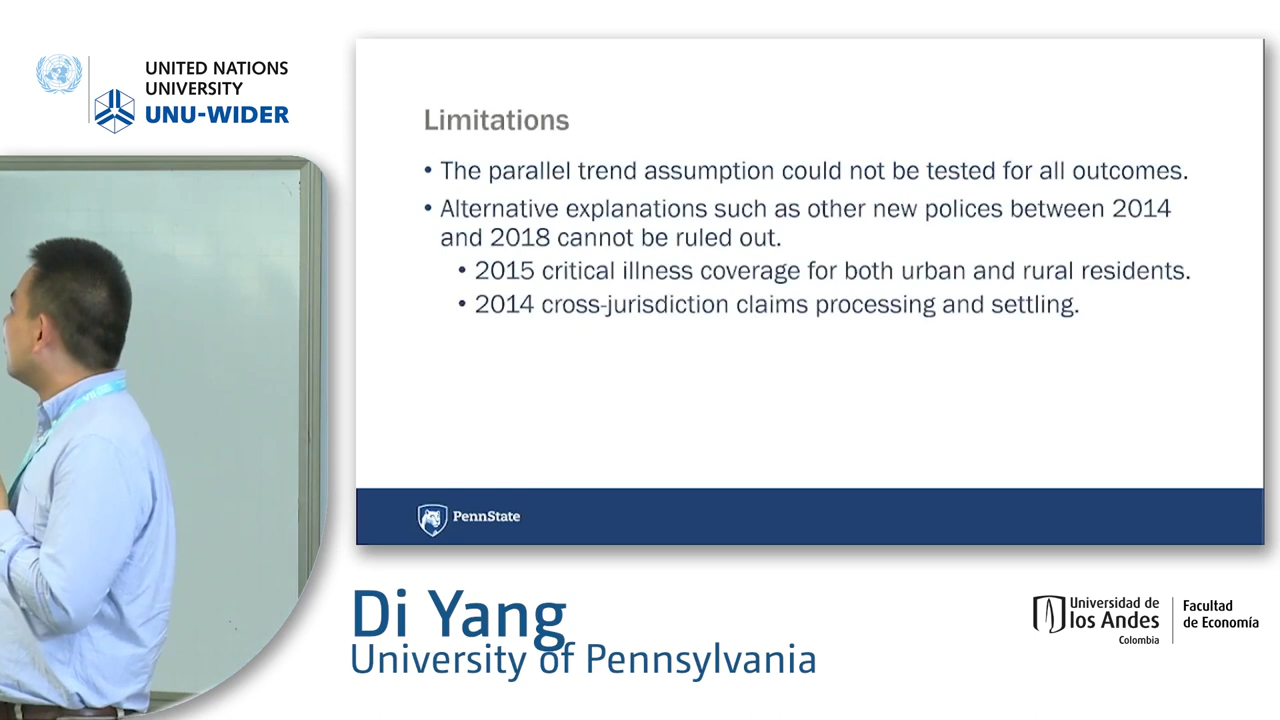 UNITED NATIONS
UNIVERSITY
UNU-WIDER
Limitations
• The parallel trend assumption could not be tested for all outcomes.
• Alternative explanations such as other new polices between 2014
and 2018 cannot be ruled out.
• 2015 critical illness coverage for both urban and rural residents.
• 2014 cross-jurisdiction claims processing and settling.
PennState
Di Yang
University of Pennsylvania
Universidad de
los Andes
Colombia
Facultad
de Economía